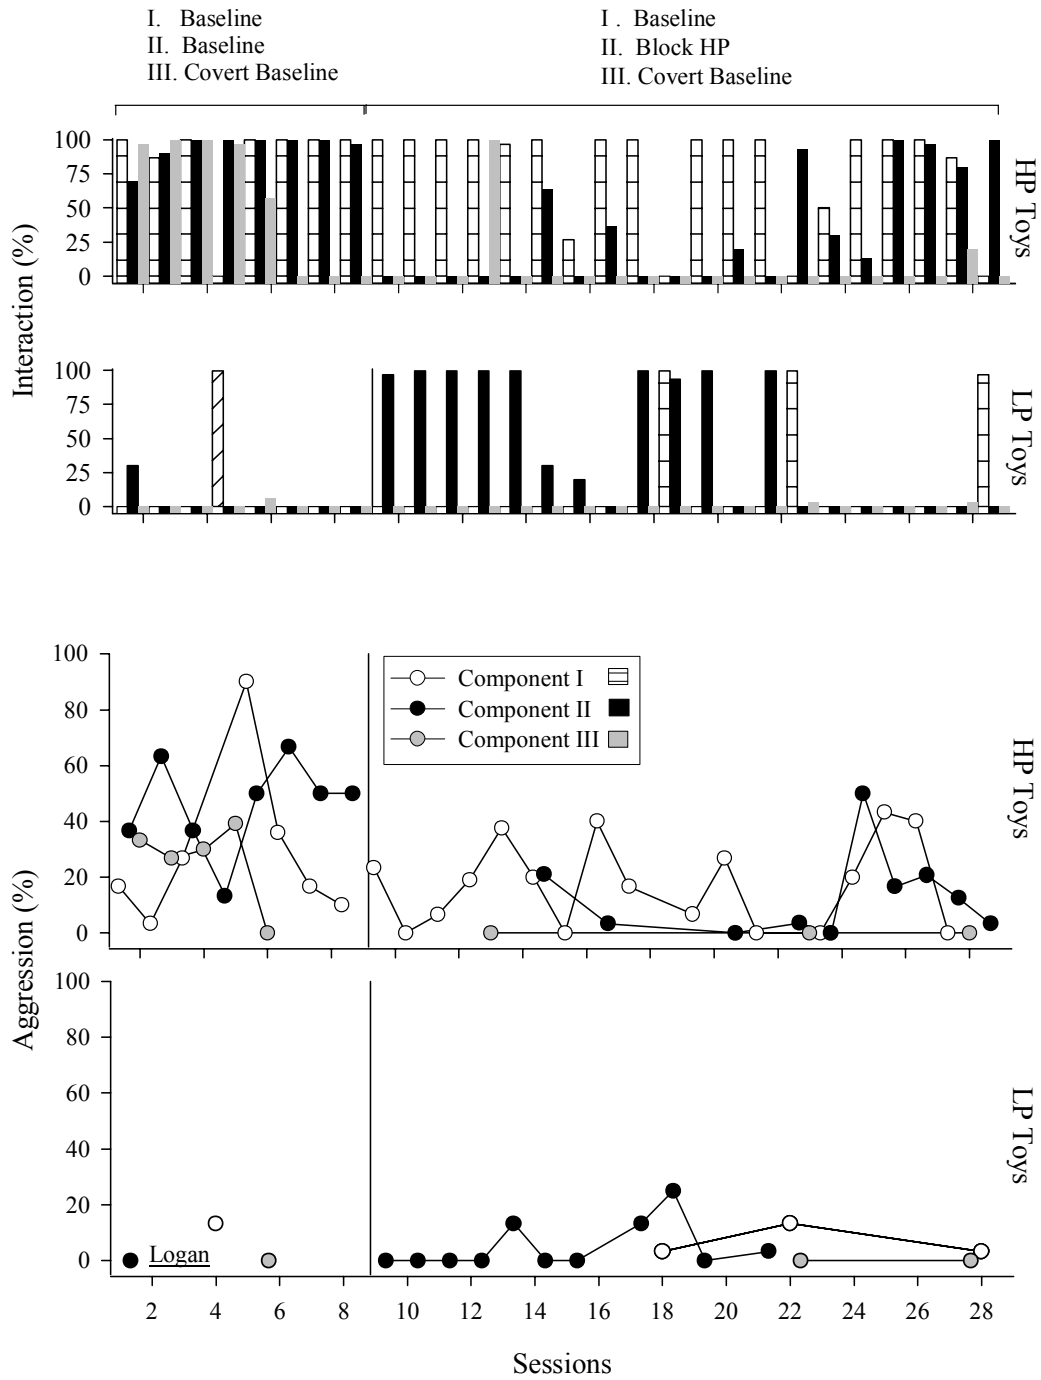 I. Baseline
II. Baseline
III. Covert Baseline
I . Baseline
II. Block HP
III. Covert Baseline
Interaction (%)
100
75
50
25
0
HP Toys
100
75
50
25
0
LP Toys
Aggression (%)
100
80
60
40
20
0
Component I
Component II
Component III
HP Toys
100
80
60
40
20
0
Logan
LP Toys
2 4 6 8 10 12 14 16 18 20 22 24 26 28
Sessions